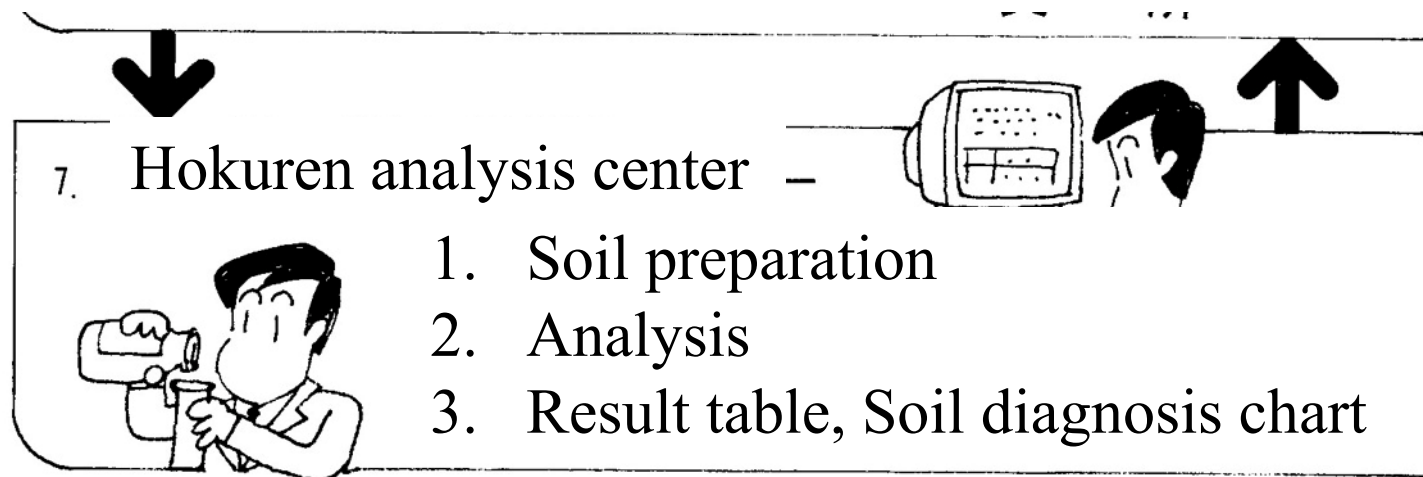 7. Hokuren analysis center –
1. Soil preparation
2. Analysis
3. Result table, Soil diagnosis chart